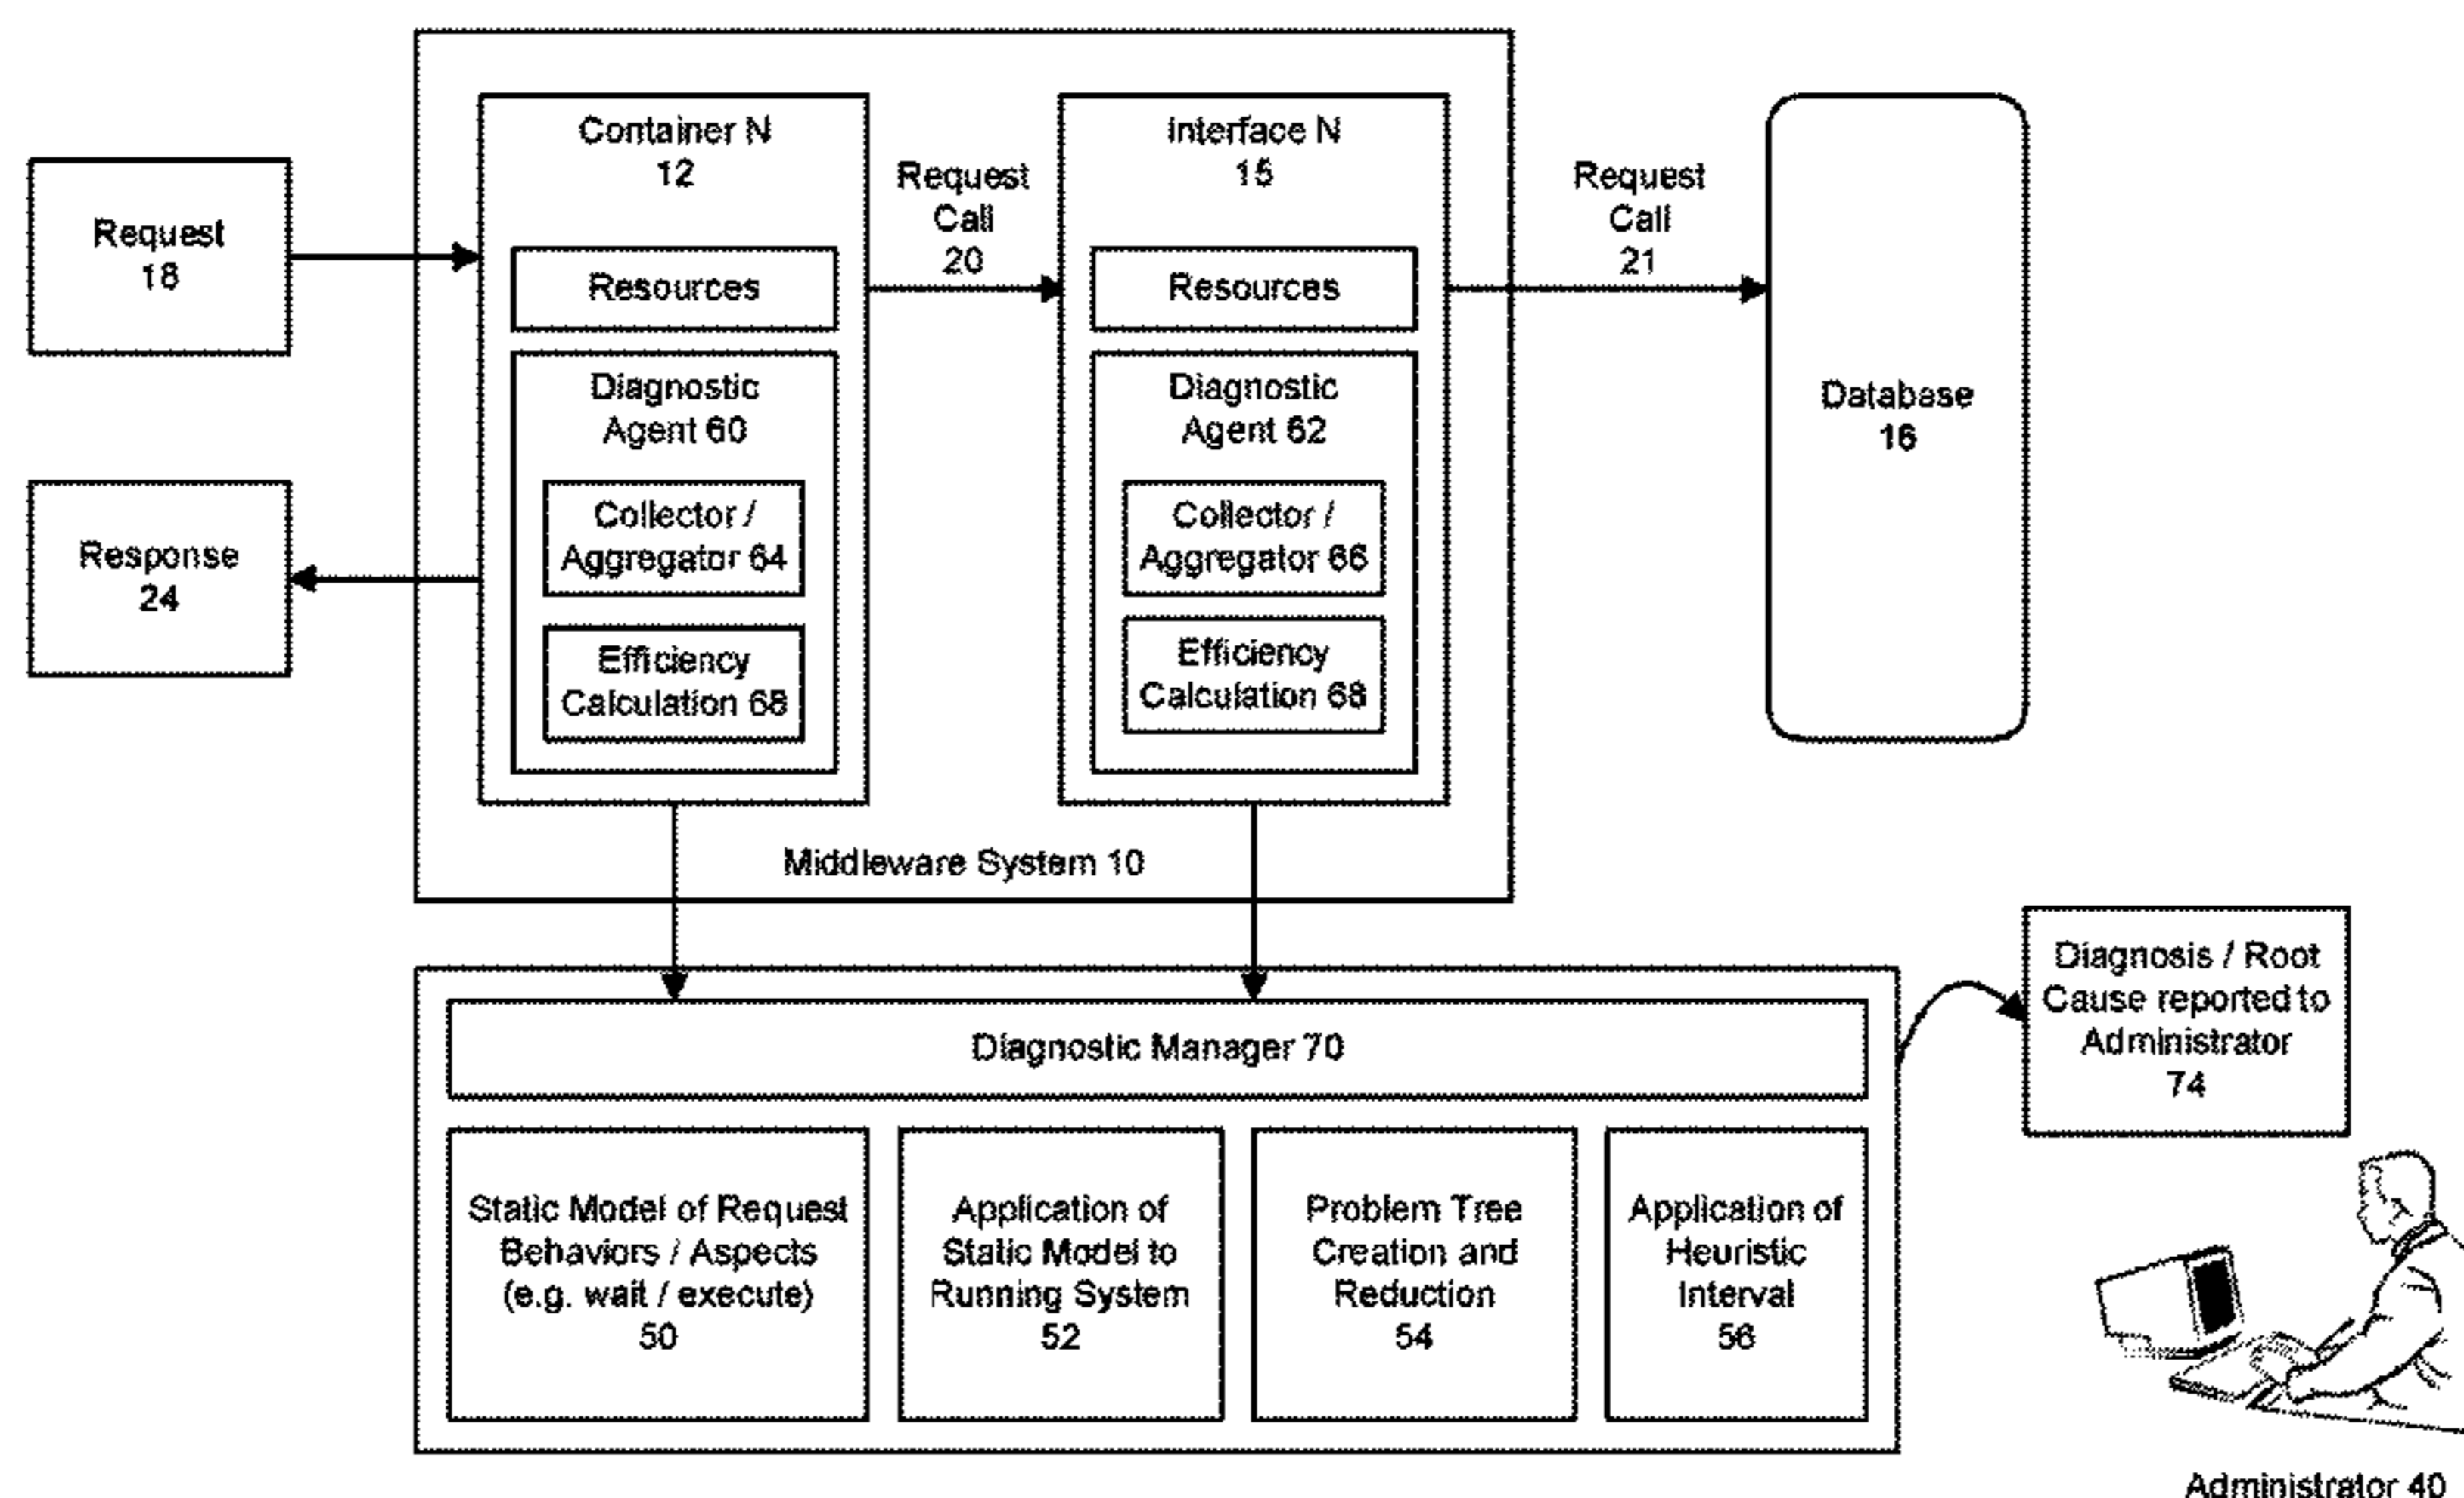 Request
18
Response
24
Container N
12
Resources
Diagnostic
Agent 60
Collector /
Aggregator 64
Efficiency
Calculation 68
Request
Call
20
Interface N
15
Resources
Diagnostic
Agent 62
Collector /
Aggregator 66
Efficiency
Calculation 68
Request
Call
21
Database
16
Middleware System 10
Diagnostic Manager 70
Static Model of Request
Behaviors / Aspects
(e.g. wait / execute)
50
Application of
Static Model to
Running System
52
Problem Tree
Creation and
Reduction
54
Application of
Heuristic
Interval
56
Diagnosis / Root
Cause reported to
Administrator
74
Administrator 40